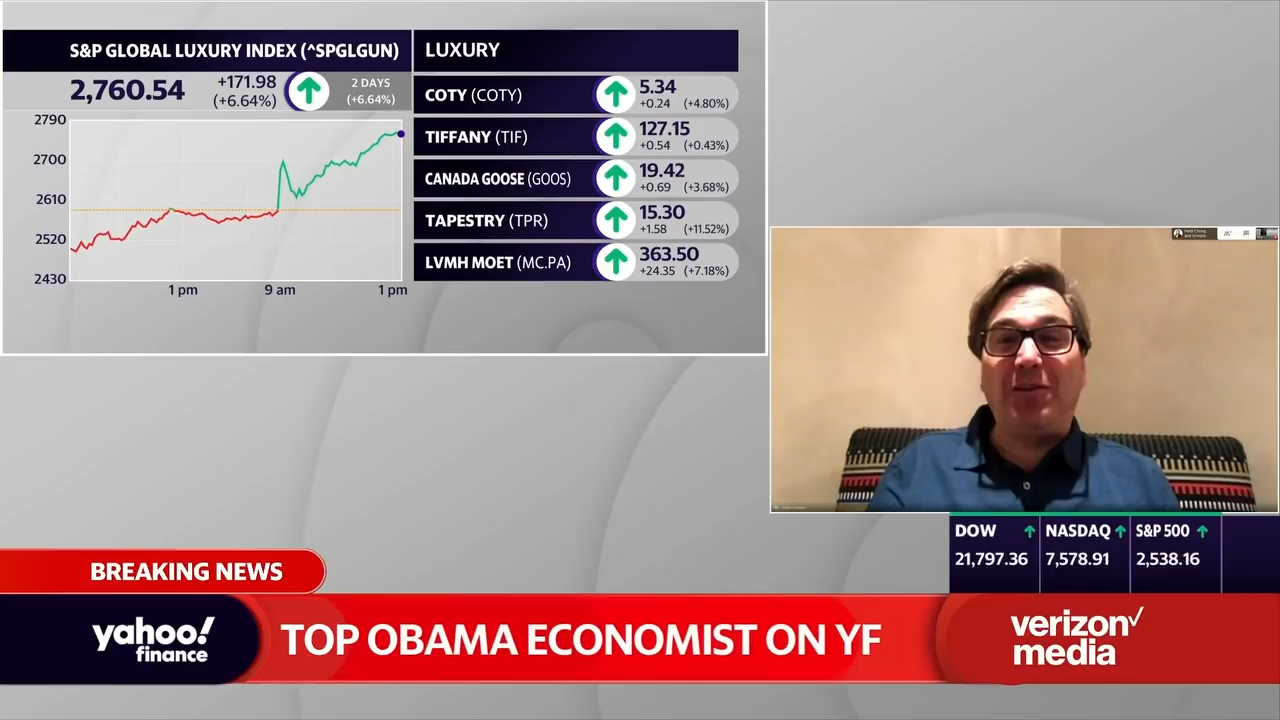 S&P GLOBAL LUXURY INDEX (^SPGLGUN)
2,760.54
+171.98
(+6.64%)
2 DAYS
(+6.64%)
2790
2700
2610
2520
2430
1 pm
9 am
1 pm
LUXURY
COTY (COTY)
5.34
+0.24 (+4.80%)
TIFFANY (TIF)
127.15
+0.54 (+0.43%)
CANADA GOOSE (GOOS)
19.42
+0.69 (+3.68%)
TAPESTRY (TPR)
15.30
+1.58 (+11.52%)
LVMH MOET (MC.PA)
363.50
+24.35 (+7.18%)
DOW
21,797.36
NASDAQ
7,578.91
S&P 500
2,538.16
BREAKING NEWS
yahoo!
finance
TOP OBAMA ECONOMIST ON YF
verizon
media